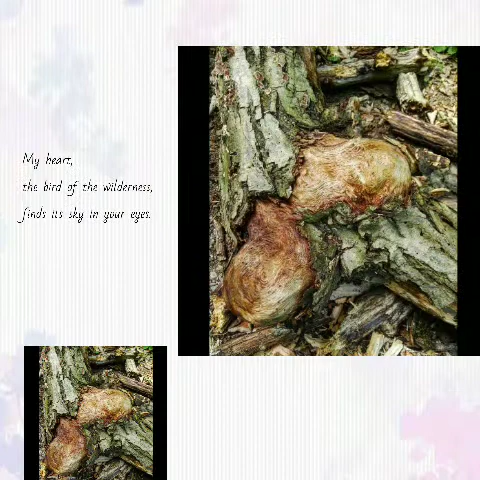 My heart,
the bird of the wilderness,
finds its sky in your eyes.